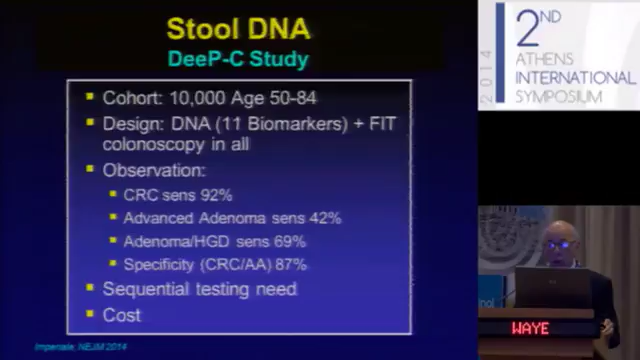 Stool DNA
DeeP-C Study
Cohort: 10,000 Age 50-84
Design: DNA (11 Biomarkers) + FIT
colonoscopy in all
Observation:
CRC sens 92%
Advanced Adenoma sens 42%
Adenoma/HGD sens 69%
Specificity (CRC/AA) 87%
Sequential testing need
Cost
Imperiale, NEJM 2014
2014
2ND
ATHENS
INTERNATIONAL
SYMPOSIUM
WAYE